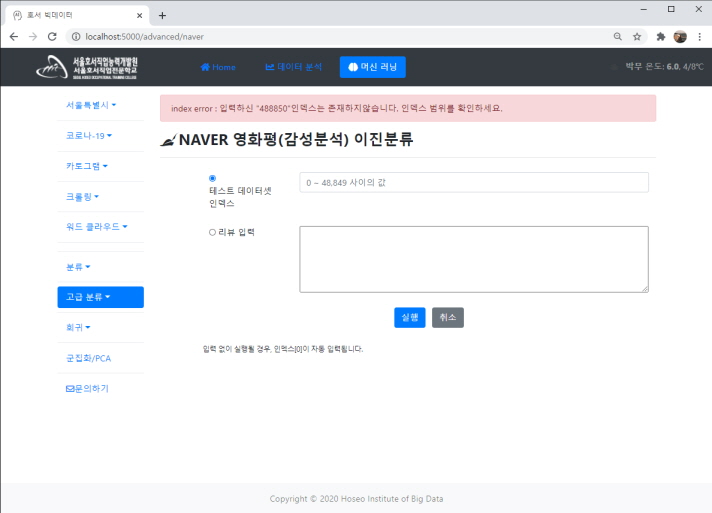 호서 빅데이터
localhost:5000/advanced/naver
서울호서직업능력개발원
서울호서직업전문학교
Home
데이터 분석
머신 러닝
박무 온도: 6.0, 4/8℃
서울특별시
코로나-19
카토그램
크롤링
워드 클라우드
분류
고급 분류
회귀
군집화/PCA
문의하기
index error : 입력하신 "488850"인덱스는 존재하지않습니다. 인덱스 범위를 확인하세요.
NAVER 영화평(감성분석) 이진분류
테스트 데이터셋
인덱스
0 ~ 48,849 사이의 값
리뷰 입력
실행
취소
입력 없이 실행될 경우, 인덱스[0]이 자동 입력됩니다.
Copyright © 2020 Hoseo Institute of Big Data